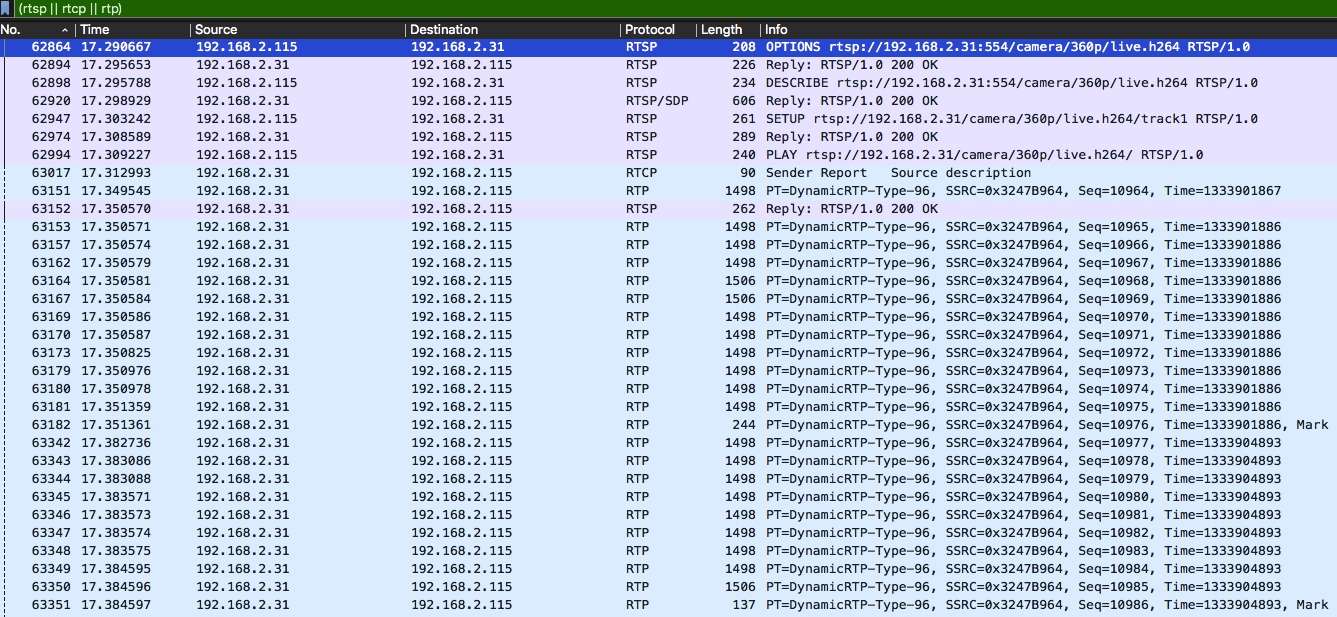 (rtsp || rtcp || rtp)
No. Time Source Destination Protocol Length Info
62864 17.290667 192.168.2.115 192.168.2.31 RTSP 208 OPTIONS rtsp://192.168.2.31:554/camera/360p/live.h264 RTSP/1.0
62894 17.295653 192.168.2.31 192.168.2.115 RTSP 226 Reply: RTSP/1.0 200 OK
62898 17.295788 192.168.2.115 192.168.2.31 RTSP 234 DESCRIBE rtsp://192.168.2.31:554/camera/360p/live.h264 RTSP/1.0
62920 17.298929 192.168.2.31 192.168.2.115 RTSP/SDP 606 Reply: RTSP/1.0 200 OK
62947 17.303242 192.168.2.115 192.168.2.31 RTSP 261 SETUP rtsp://192.168.2.31/camera/360p/live.h264/track1 RTSP/1.0
62974 17.308589 192.168.2.31 192.168.2.115 RTSP 289 Reply: RTSP/1.0 200 OK
62994 17.309227 192.168.2.115 192.168.2.31 RTSP 240 PLAY rtsp://192.168.2.31/camera/360p/live.h264/ RTSP/1.0
63017 17.312993 192.168.2.31 192.168.2.115 RTCP 90 Sender Report Source description
63151 17.349545 192.168.2.31 192.168.2.115 RTP 1498 PT=DynamicRTP-Type-96, SSRC=0x3247B964, Seq=10964, Time=1333901867
63152 17.350570 192.168.2.31 192.168.2.115 RTSP 262 Reply: RTSP/1.0 200 OK
63153 17.350571 192.168.2.31 192.168.2.115 RTP 1498 PT=DynamicRTP-Type-96, SSRC=0x3247B964, Seq=10965, Time=1333901886
63157 17.350574 192.168.2.31 192.168.2.115 RTP 1498 PT=DynamicRTP-Type-96, SSRC=0x3247B964, Seq=10966, Time=1333901886
63162 17.350579 192.168.2.31 192.168.2.115 RTP 1498 PT=DynamicRTP-Type-96, SSRC=0x3247B964, Seq=10967, Time=1333901886
63164 17.350581 192.168.2.31 192.168.2.115 RTP 1506 PT=DynamicRTP-Type-96, SSRC=0x3247B964, Seq=10968, Time=1333901886
63167 17.350584 192.168.2.31 192.168.2.115 RTP 1506 PT=DynamicRTP-Type-96, SSRC=0x3247B964, Seq=10969, Time=1333901886
63169 17.350586 192.168.2.31 192.168.2.115 RTP 1498 PT=DynamicRTP-Type-96, SSRC=0x3247B964, Seq=10970, Time=1333901886
63170 17.350587 192.168.2.31 192.168.2.115 RTP 1498 PT=DynamicRTP-Type-96, SSRC=0x3247B964, Seq=10971, Time=1333901886
63173 17.350825 192.168.2.31 192.168.2.115 RTP 1498 PT=DynamicRTP-Type-96, SSRC=0x3247B964, Seq=10972, Time=1333901886
63179 17.350976 192.168.2.31 192.168.2.115 RTP 1498 PT=DynamicRTP-Type-96, SSRC=0x3247B964, Seq=10973, Time=1333901886
63180 17.350978 192.168.2.31 192.168.2.115 RTP 1498 PT=DynamicRTP-Type-96, SSRC=0x3247B964, Seq=10974, Time=1333901886
63181 17.351359 192.168.2.31 192.168.2.115 RTP 1498 PT=DynamicRTP-Type-96, SSRC=0x3247B964, Seq=10975, Time=1333901886
63182 17.351361 192.168.2.31 192.168.2.115 RTP 244 PT=DynamicRTP-Type-96, SSRC=0x3247B964, Seq=10976, Time=1333901886, Mark
63342 17.382736 192.168.2.31 192.168.2.115 RTP 1498 PT=DynamicRTP-Type-96, SSRC=0x3247B964, Seq=10977, Time=1333904893
63343 17.383086 192.168.2.31 192.168.2.115 RTP 1498 PT=DynamicRTP-Type-96, SSRC=0x3247B964, Seq=10978, Time=1333904893
63344 17.383088 192.168.2.31 192.168.2.115 RTP 1498 PT=DynamicRTP-Type-96, SSRC=0x3247B964, Seq=10979, Time=1333904893
63345 17.383571 192.168.2.31 192.168.2.115 RTP 1498 PT=DynamicRTP-Type-96, SSRC=0x3247B964, Seq=10980, Time=1333904893
63346 17.383573 192.168.2.31 192.168.2.115 RTP 1498 PT=DynamicRTP-Type-96, SSRC=0x3247B964, Seq=10981, Time=1333904893
63347 17.383574 192.168.2.31 192.168.2.115 RTP 1498 PT=DynamicRTP-Type-96, SSRC=0x3247B964, Seq=10982, Time=1333904893
63348 17.383575 192.168.2.31 192.168.2.115 RTP 1498 PT=DynamicRTP-Type-96, SSRC=0x3247B964, Seq=10983, Time=1333904893
63349 17.384595 192.168.2.31 192.168.2.115 RTP 1498 PT=DynamicRTP-Type-96, SSRC=0x3247B964, Seq=10984, Time=1333904893
63350 17.384596 192.168.2.31 192.168.2.115 RTP 1506 PT=DynamicRTP-Type-96, SSRC=0x3247B964, Seq=10985, Time=1333904893
63351 17.384597 192.168.2.31 192.168.2.115 RTP 137 PT=DynamicRTP-Type-96, SSRC=0x3247B964, Seq=10986, Time=1333904893, Mark